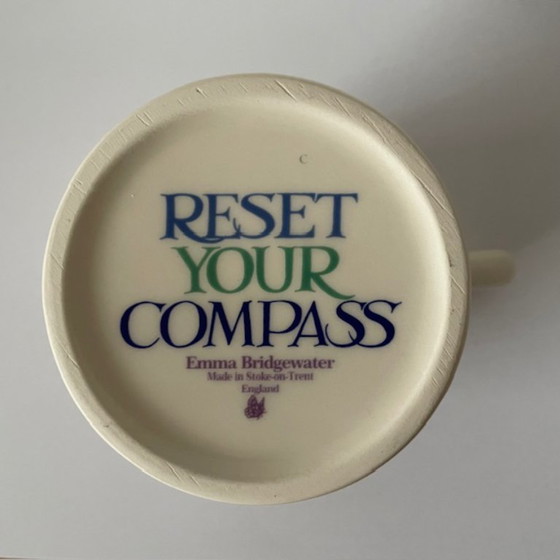 C
RESET
YOUR
COMPASS
Emma Bridgewater
Made in Stoke-on-Trent
England